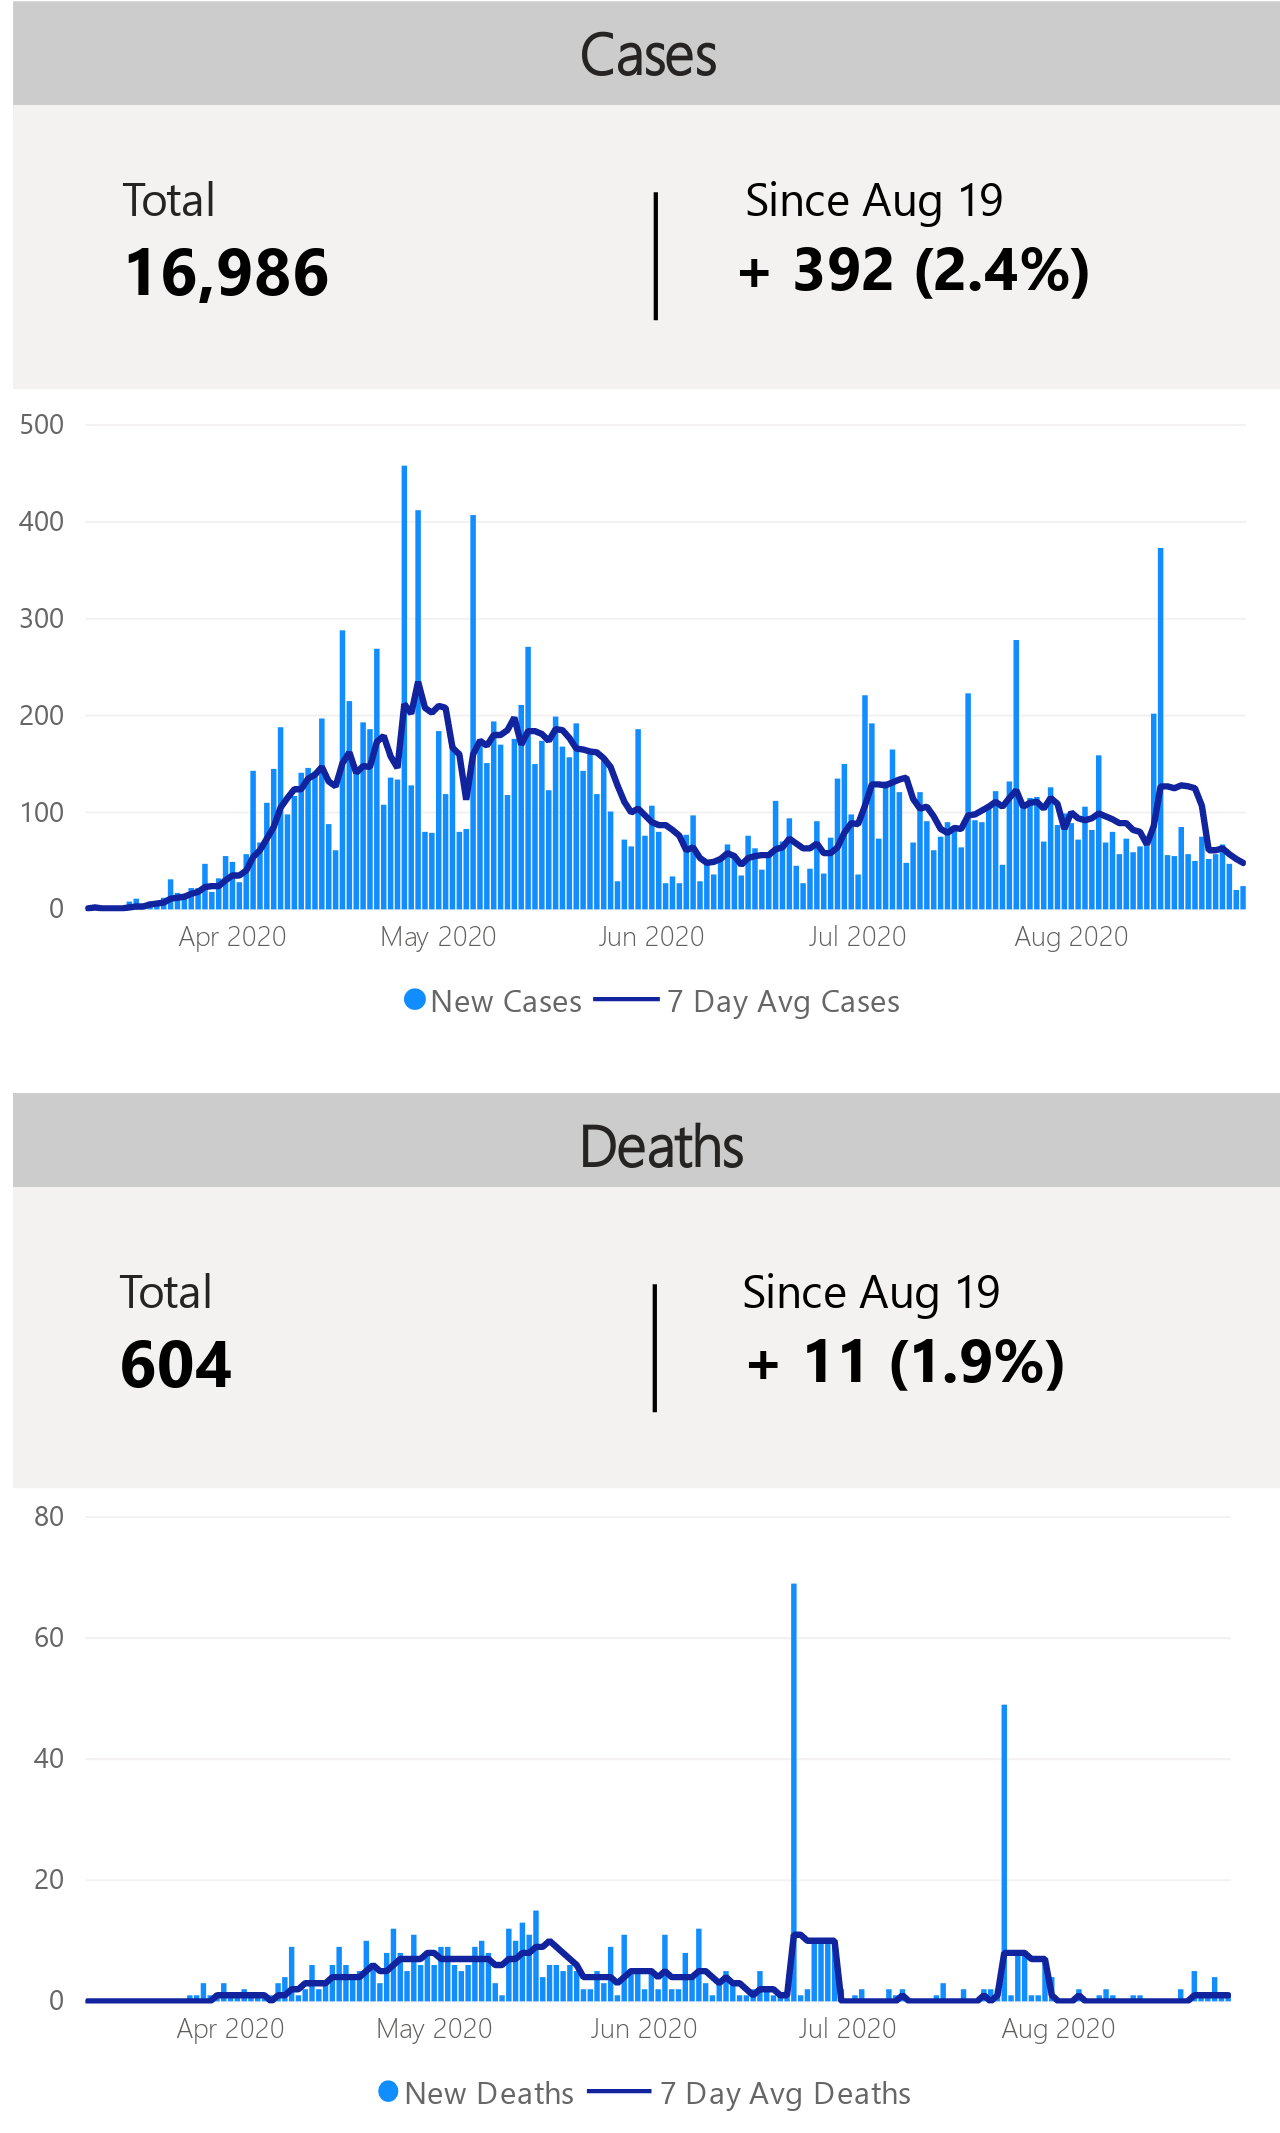 Cases
Total
Since Aug 19
16,986
+ 392 (2.4%)
500
400
300
200
100
0
Apr 2020
May 2020
Jun 2020
Jul 2020
Aug 2020
New Cases
7 Day Avg Cases
Deaths
Total
Since Aug 19
604
+ 11 (1.9%)
80
60
40
20
0
Apr 2020
May 2020
Jun 2020
Jul 2020
Aug 2020
New Deaths
7 Day Avg Deaths